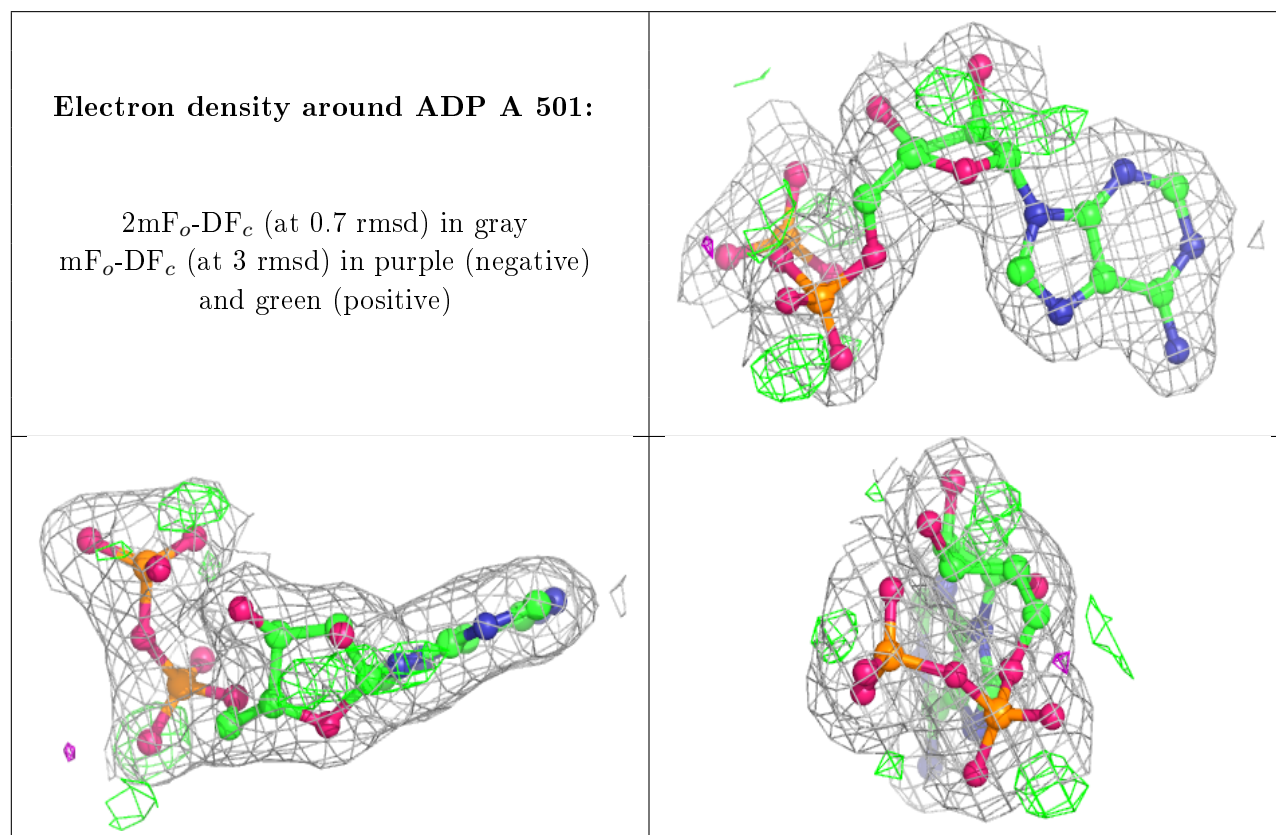 Electron density around ADP A 501:
2mFo-DFc (at 0.7 rmsd) in gray
mFo-DFc (at 3 rmsd) in purple (negative)
and green (positive)